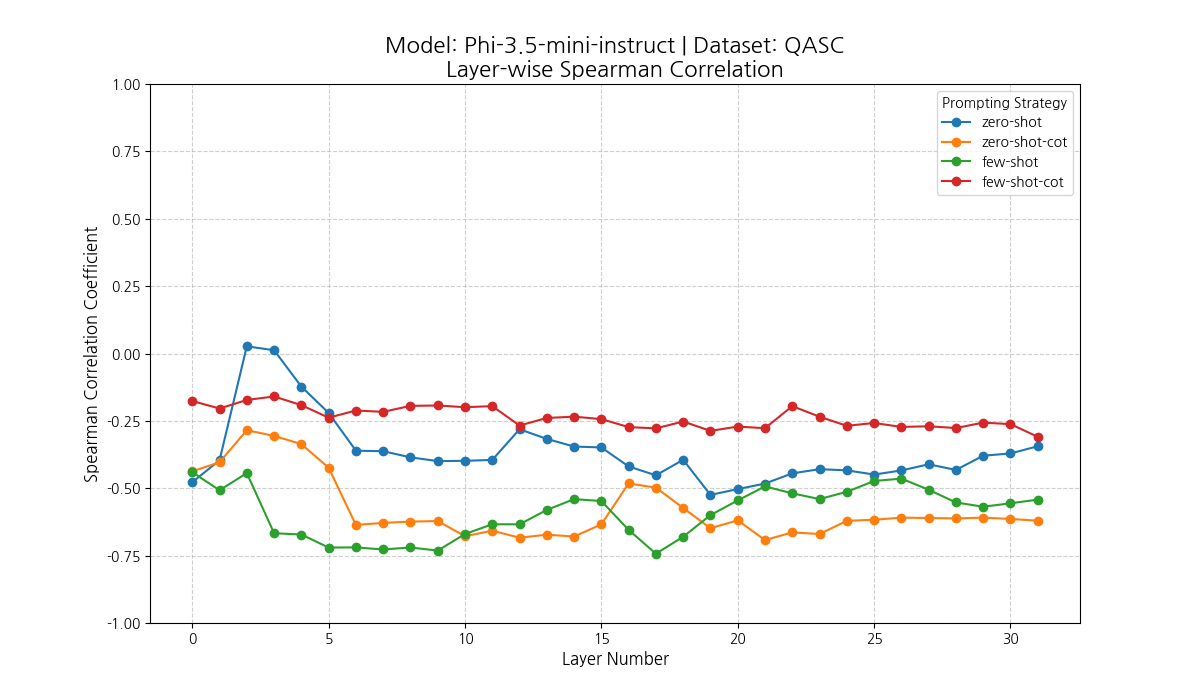 Model: Phi-3.5-mini-instruct | Dataset: QASC
Layer-wise Spearman Correlation
Spearman Correlation Coefficient
1.00
0.75
0.50
0.25
0.00
-0.25
-0.50
-0.75
-1.00
Prompting Strategy
zero-shot
zero-shot-cot
few-shot
few-shot-cot
0
5
10
15
20
25
30
Layer Number